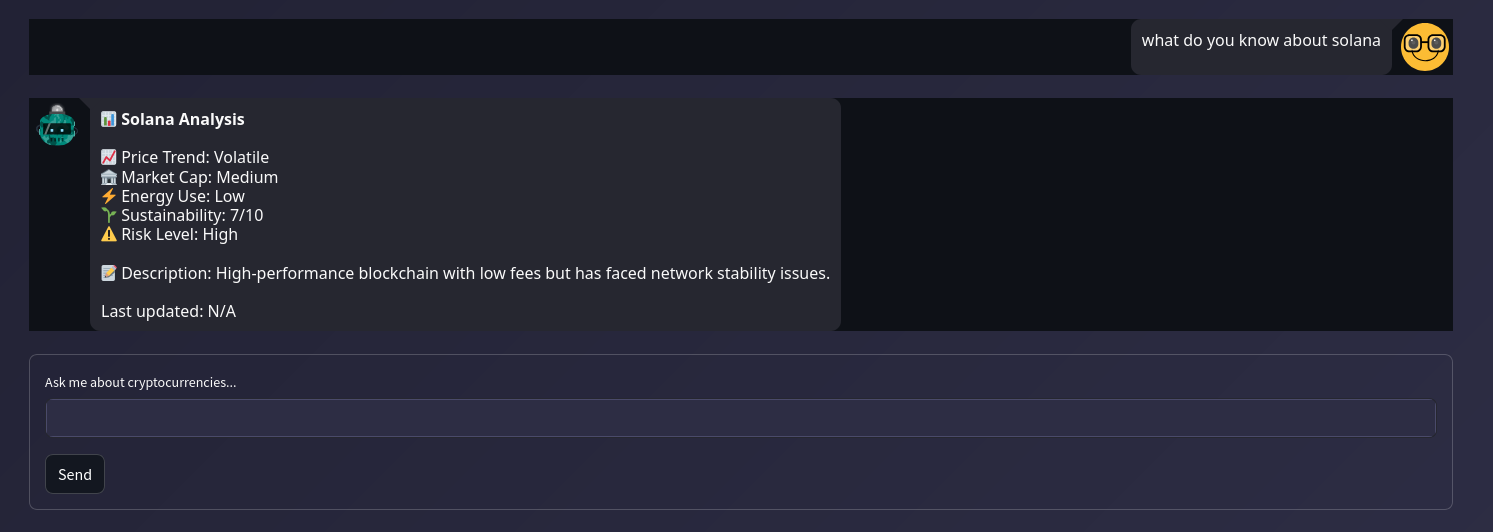 what do you know about solana
📊 Solana Analysis
📈 Price Trend: Volatile
🏛️ Market Cap: Medium
⚡ Energy Use: Low
🌱 Sustainability: 7/10
⚠️ Risk Level: High
📝 Description: High-performance blockchain with low fees but has faced network stability issues.
Last updated: N/A
Ask me about cryptocurrencies...
Send